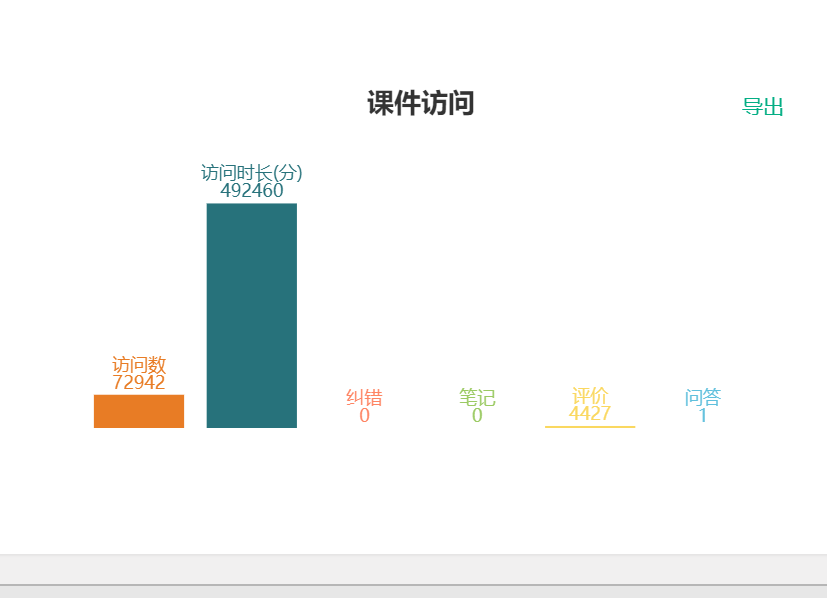 课件访问
导出
访问时长(分)
492460
访问数
72942
纠错
0
笔记
0
评价
4427
问答
1